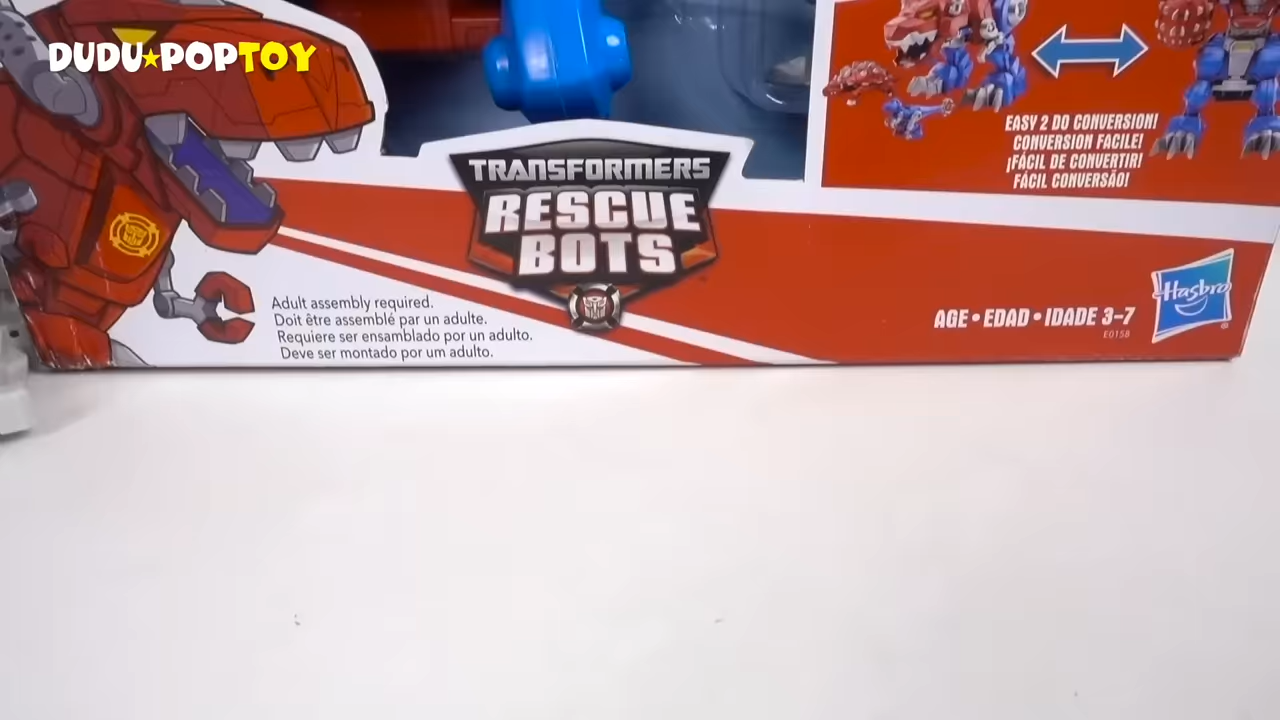 DUDU★POPTOY
EASY 2 DO CONVERSION!
CONVERSION FACILE!
¡FÁCIL DE CONVERTIR!
FÁCIL CONVERSÃO!
TRANSFORMERS
RESCUE
BOTS
Adult assembly required.
Doit être assemblé par un adulte.
Requiere ser ensamblado por un adulto.
Deve ser montado por um adulto.
AGE • EDAD • IDADE 3-7
E0158
Hasbro